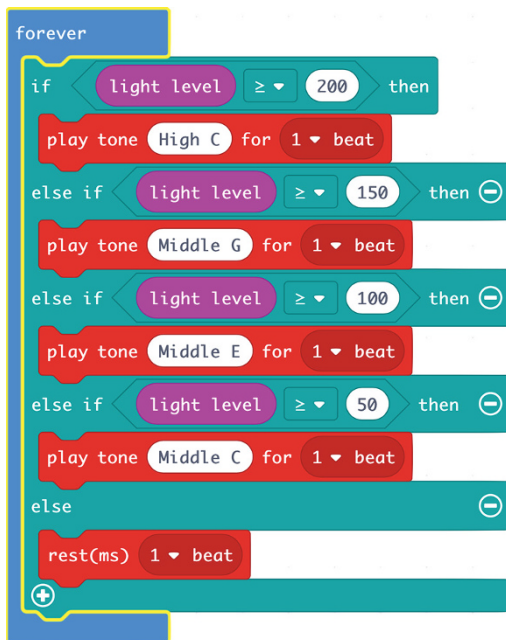 forever
if light level ≥ 200 then
play tone High C for 1 beat
else if light level ≥ 150 then
play tone Middle G for 1 beat
else if light level ≥ 100 then
play tone Middle E for 1 beat
else if light level ≥ 50 then
play tone Middle C for 1 beat
else
rest(ms) 1 beat